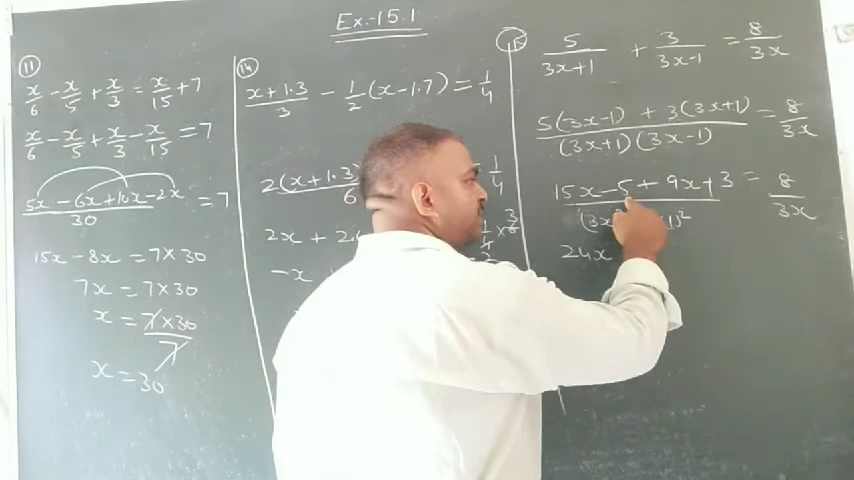 Ex.-15.1
11
x/6 - x/5 + x/3 = x/15 + 7
x/6 - x/5 + x/3 - x/15 = 7
(5x - 6x + 10x - 2x)/30 = 7
15x - 8x = 7×30
7x = 7×30
x = 7×30/7
x = 30
14
(x+1.3)/3 - 1/2(x-1.7) = 1/4
2(x+1.3) 1/4
6
2x + 2.
-x
15
5/(3x+1) + 3/(3x-1) = 8/3x
(5(3x-1) + 3(3x+1))/((3x+1)(3x-1)) = 8/3x
(15x-5+9x+3)/((3x 1)²) = 8/3x
24x